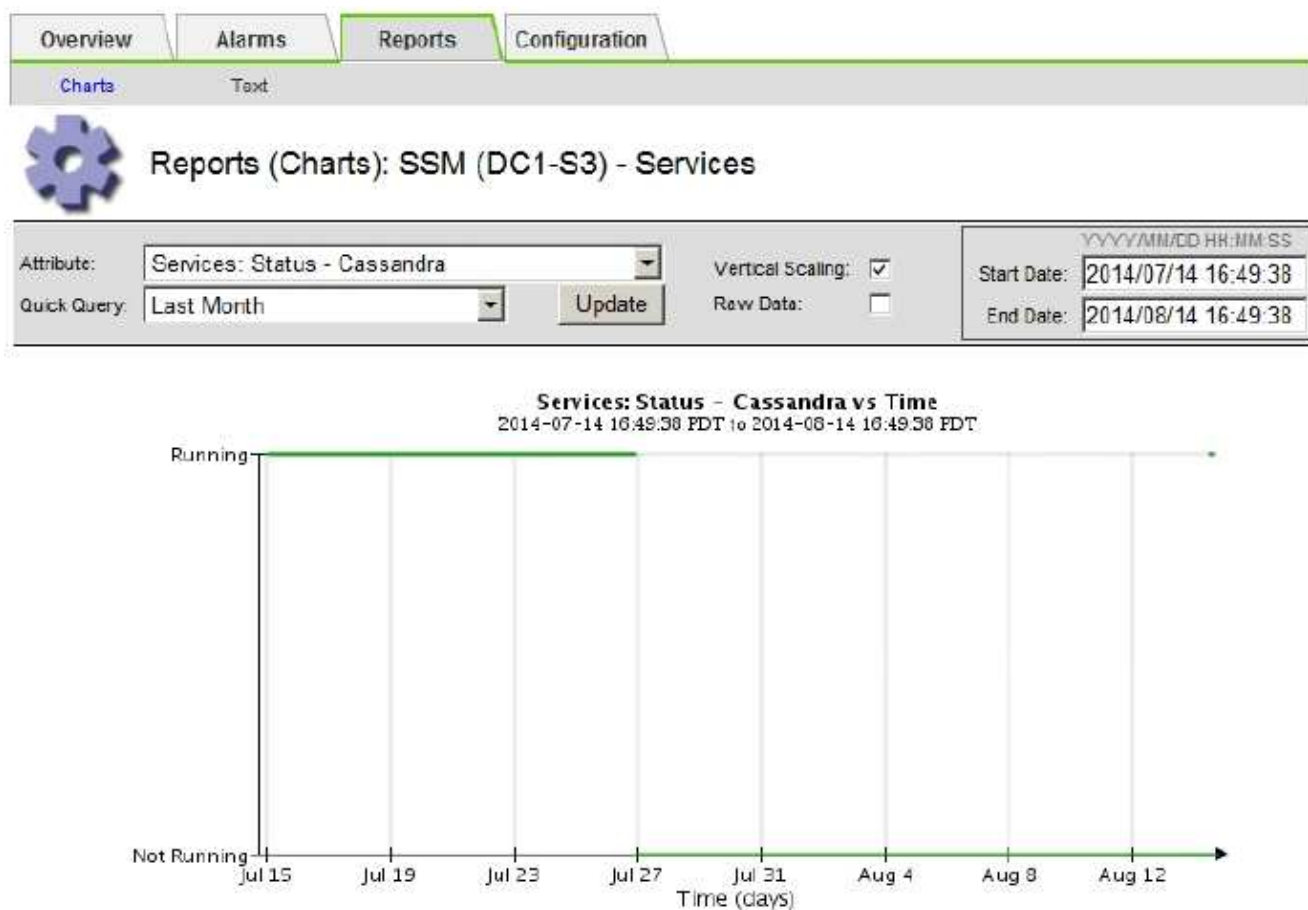 Overview Alarms Reports Configuration
Charts Text
Reports (Charts): SSM (DC1-S3) - Services
YYYY/MM/DD HH:MM:SS
Attribute: Services: Status - Cassandra Vertical Scaling: Start Date: 2014/07/14 16:49:38
Quick Query: Last Month Update Raw Data: End Date: 2014/08/14 16:49:38
Services: Status - Cassandra vs Time
2014-07-14 16:49:38 PDT to 2014-08-14 16:49:38 PDT
Running
Not Running
Jul 15 Jul 19 Jul 23 Jul 27 Jul 31 Aug 4 Aug 8 Aug 12
Time (days)